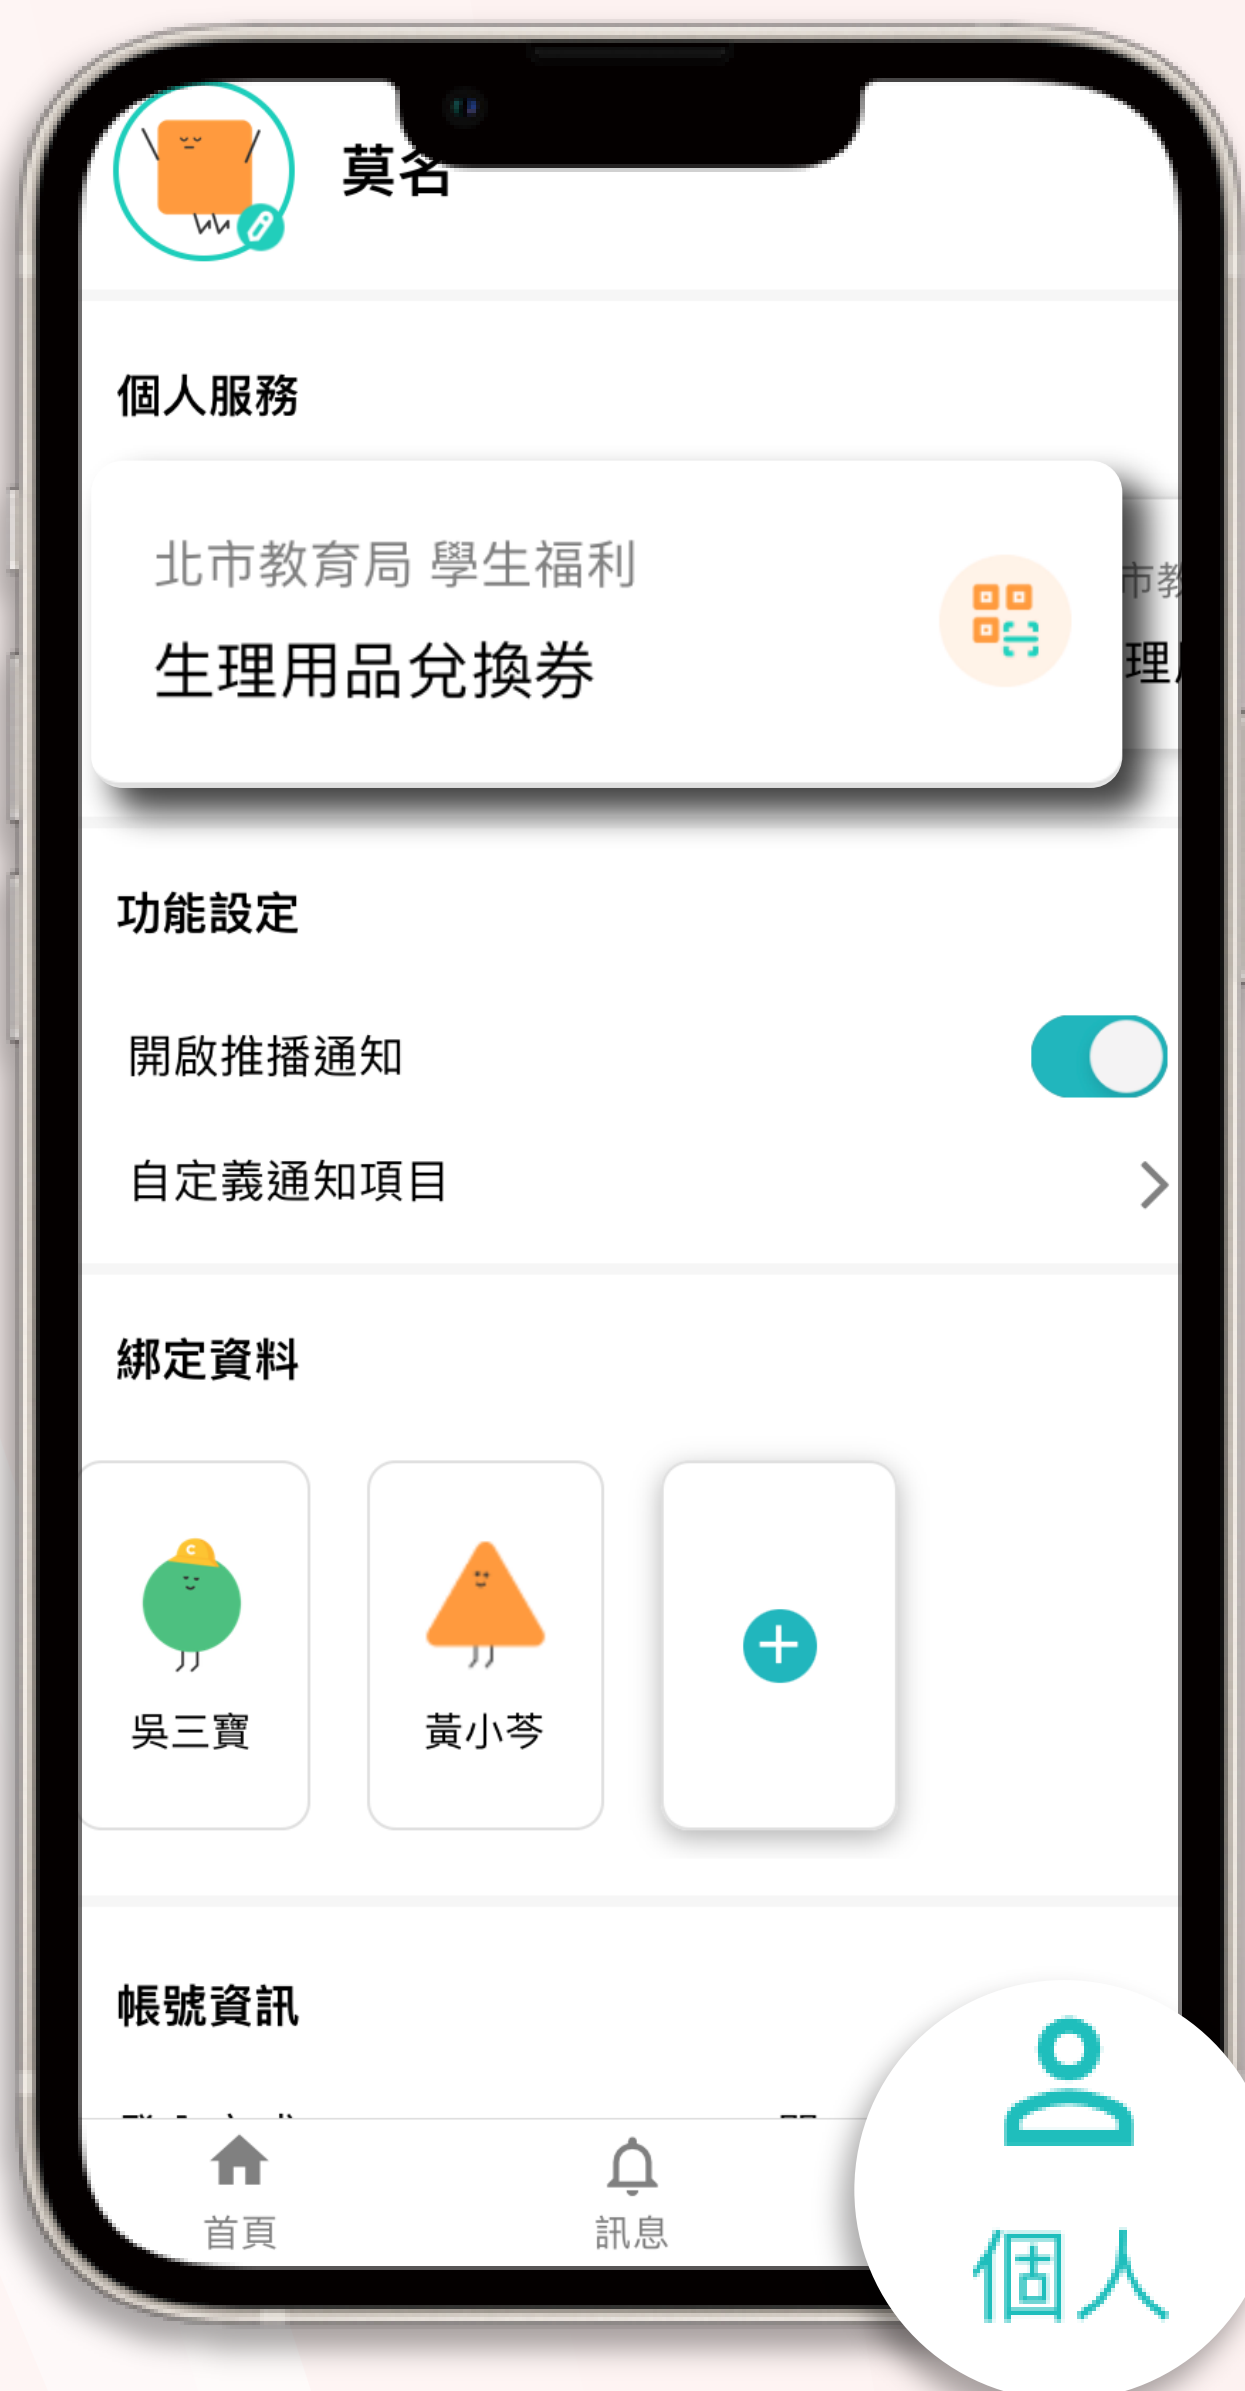 莫名
個人服務
北市教育局 學生福利
生理用品兌換券
市教
理
功能設定
開啟推播通知
自定義通知項目
綁定資料
吳三寶
黃小芩
帳號資訊
首頁
訊息
個人